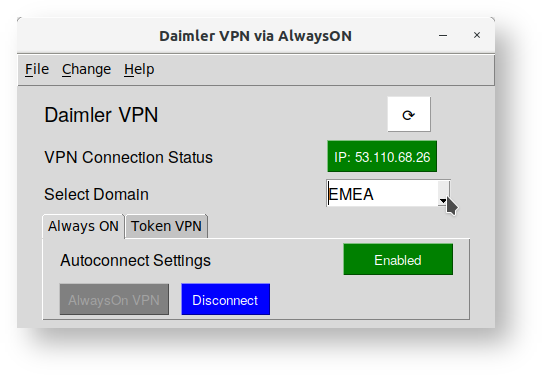 Daimler VPN via AlwaysON
File Change Help
Daimler VPN
VPN Connection Status IP: 53.110.68.26
Select Domain EMEA
Always ON Token VPN
Autoconnect Settings Enabled
AlwaysOn VPN Disconnect